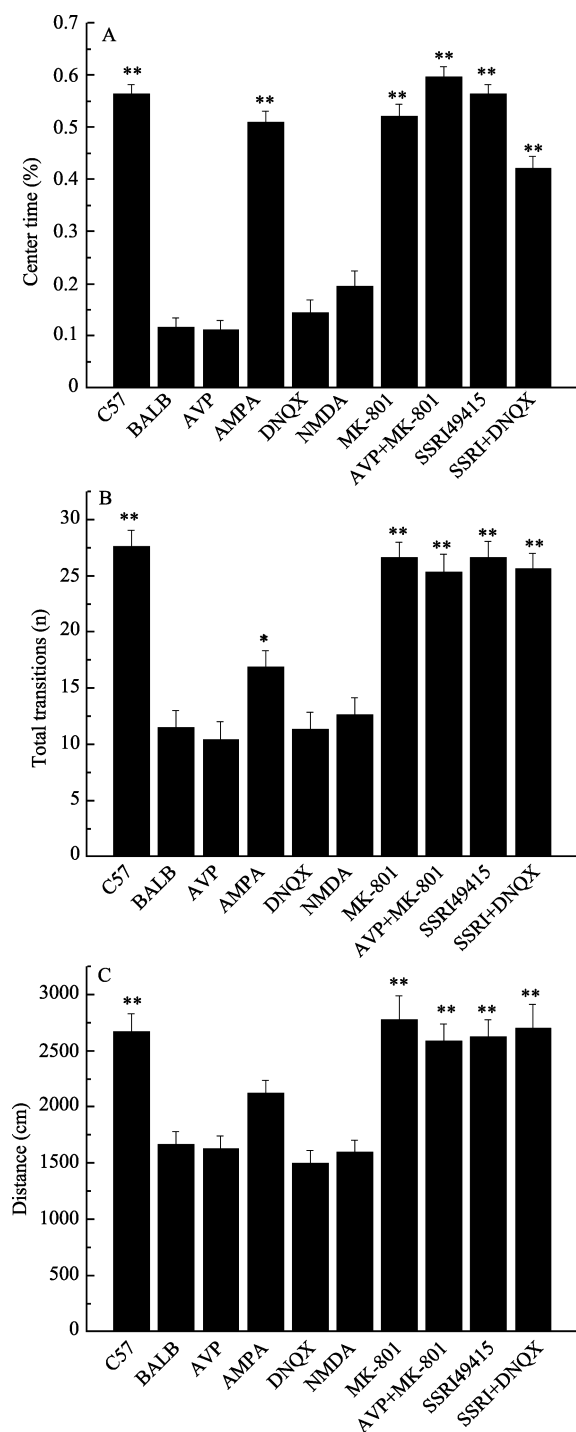 A
Center time (%)
0.7
0.6
0.5
0.4
0.3
0.2
0.1
0
** ** ** ** ** **
C57 BALB AVP AMPA DNQX NMDA MK-801 AVP+MK-801 SSRI49415 SSRI+DNQX
B
Total transitions (n)
30
25
20
15
10
5
0
** * ** ** ** **
C57 BALB AVP AMPA DNQX NMDA MK-801 AVP+MK-801 SSRI49415 SSRI+DNQX
C
Distance (cm)
3000
2500
2000
1500
1000
500
0
** ** ** ** **
C57 BALB AVP AMPA DNQX NMDA MK-801 AVP+MK-801 SSRI49415 SSRI+DNQX